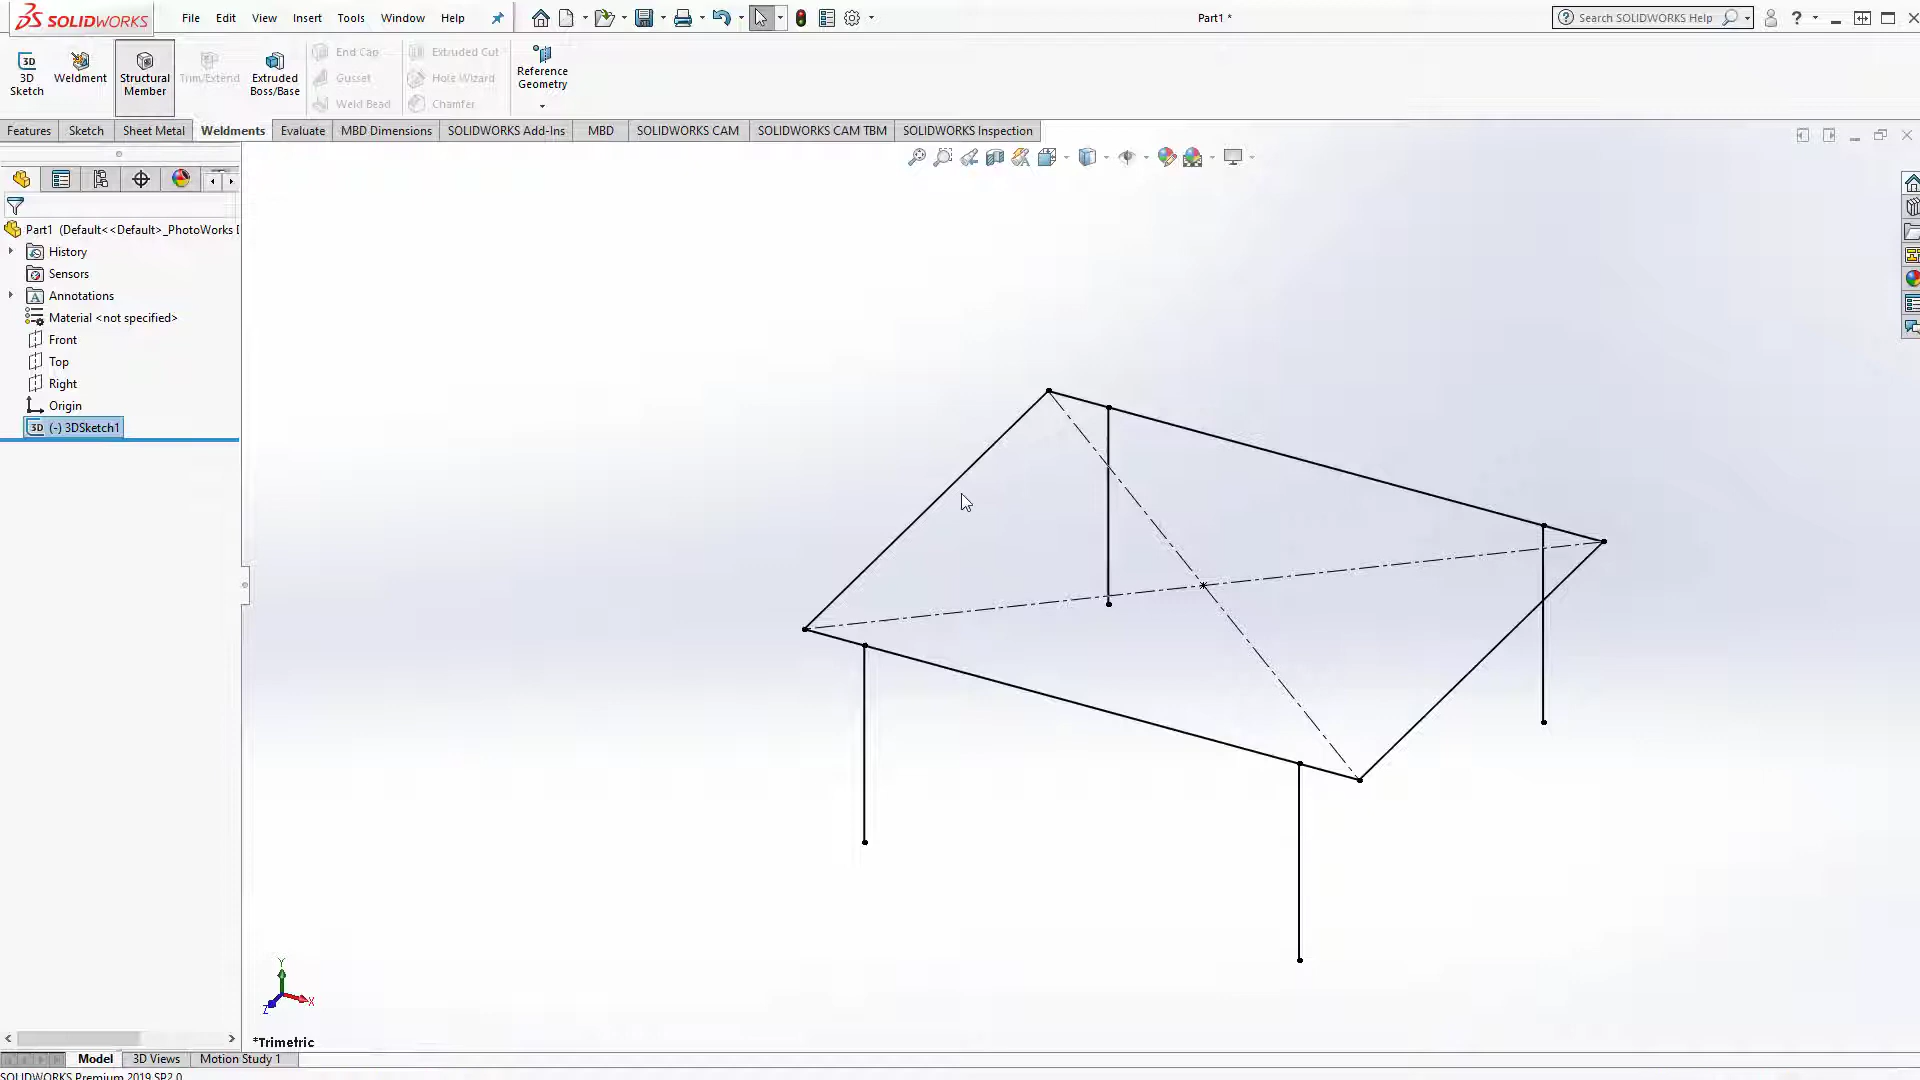 SOLIDWORKS
File Edit View Insert Tools Window Help
Part1 *
Search SOLIDWORKS Help
3D Sketch
Weldment
Structural Member
Trim/Extend
Extruded Boss/Base
End Cap
Gusset
Weld Bead
Extruded Cut
Hole Wizard
Chamfer
Reference Geometry
Features Sketch Sheet Metal Weldments Evaluate MBD Dimensions SOLIDWORKS Add-Ins MBD SOLIDWORKS CAM SOLIDWORKS CAM TBM SOLIDWORKS Inspection
Part1 (Default<<Default>_PhotoWorks
History
Sensors
Annotations
Material <not specified>
Front
Top
Right
Origin
3D (-) 3DSketch1
Y
X
Z
*Trimetric
Model 3D Views Motion Study 1
SOLIDWORKS Premium 2019 SP2.0